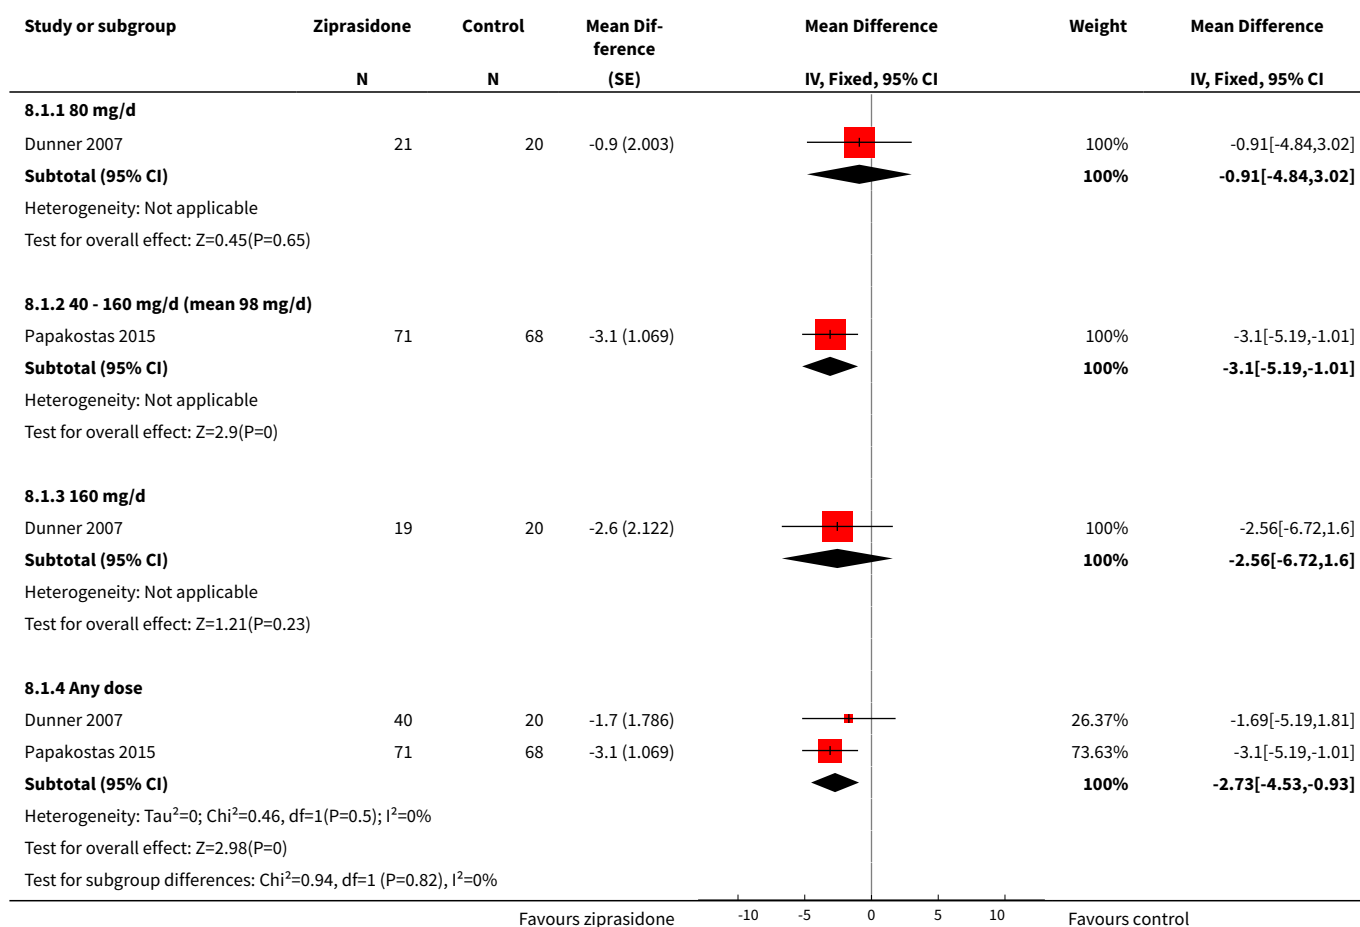 Study or subgroup Ziprasidone Control Mean Dif- Mean Difference Weight Mean Difference
ference
N N (SE) IV, Fixed, 95% CI IV, Fixed, 95% CI
8.1.1 80 mg/d
Dunner 2007 21 20 -0.9 (2.003) 100% -0.91[-4.84,3.02]
Subtotal (95% CI) 100% -0.91[-4.84,3.02]
Heterogeneity: Not applicable
Test for overall effect: Z=0.45(P=0.65)
8.1.2 40 - 160 mg/d (mean 98 mg/d)
Papakostas 2015 71 68 -3.1 (1.069) 100% -3.1[-5.19,-1.01]
Subtotal (95% CI) 100% -3.1[-5.19,-1.01]
Heterogeneity: Not applicable
Test for overall effect: Z=2.9(P=0)
8.1.3 160 mg/d
Dunner 2007 19 20 -2.6 (2.122) 100% -2.56[-6.72,1.6]
Subtotal (95% CI) 100% -2.56[-6.72,1.6]
Heterogeneity: Not applicable
Test for overall effect: Z=1.21(P=0.23)
8.1.4 Any dose
Dunner 2007 40 20 -1.7 (1.786) 26.37% -1.69[-5.19,1.81]
Papakostas 2015 71 68 -3.1 (1.069) 73.63% -3.1[-5.19,-1.01]
Subtotal (95% CI) 100% -2.73[-4.53,-0.93]
Heterogeneity: Tau²=0; Chi²=0.46, df=1(P=0.5); I²=0%
Test for overall effect: Z=2.98(P=0)
Test for subgroup differences: Chi²=0.94, df=1 (P=0.82), I²=0%
Favours ziprasidone -10 -5 0 5 10 Favours control